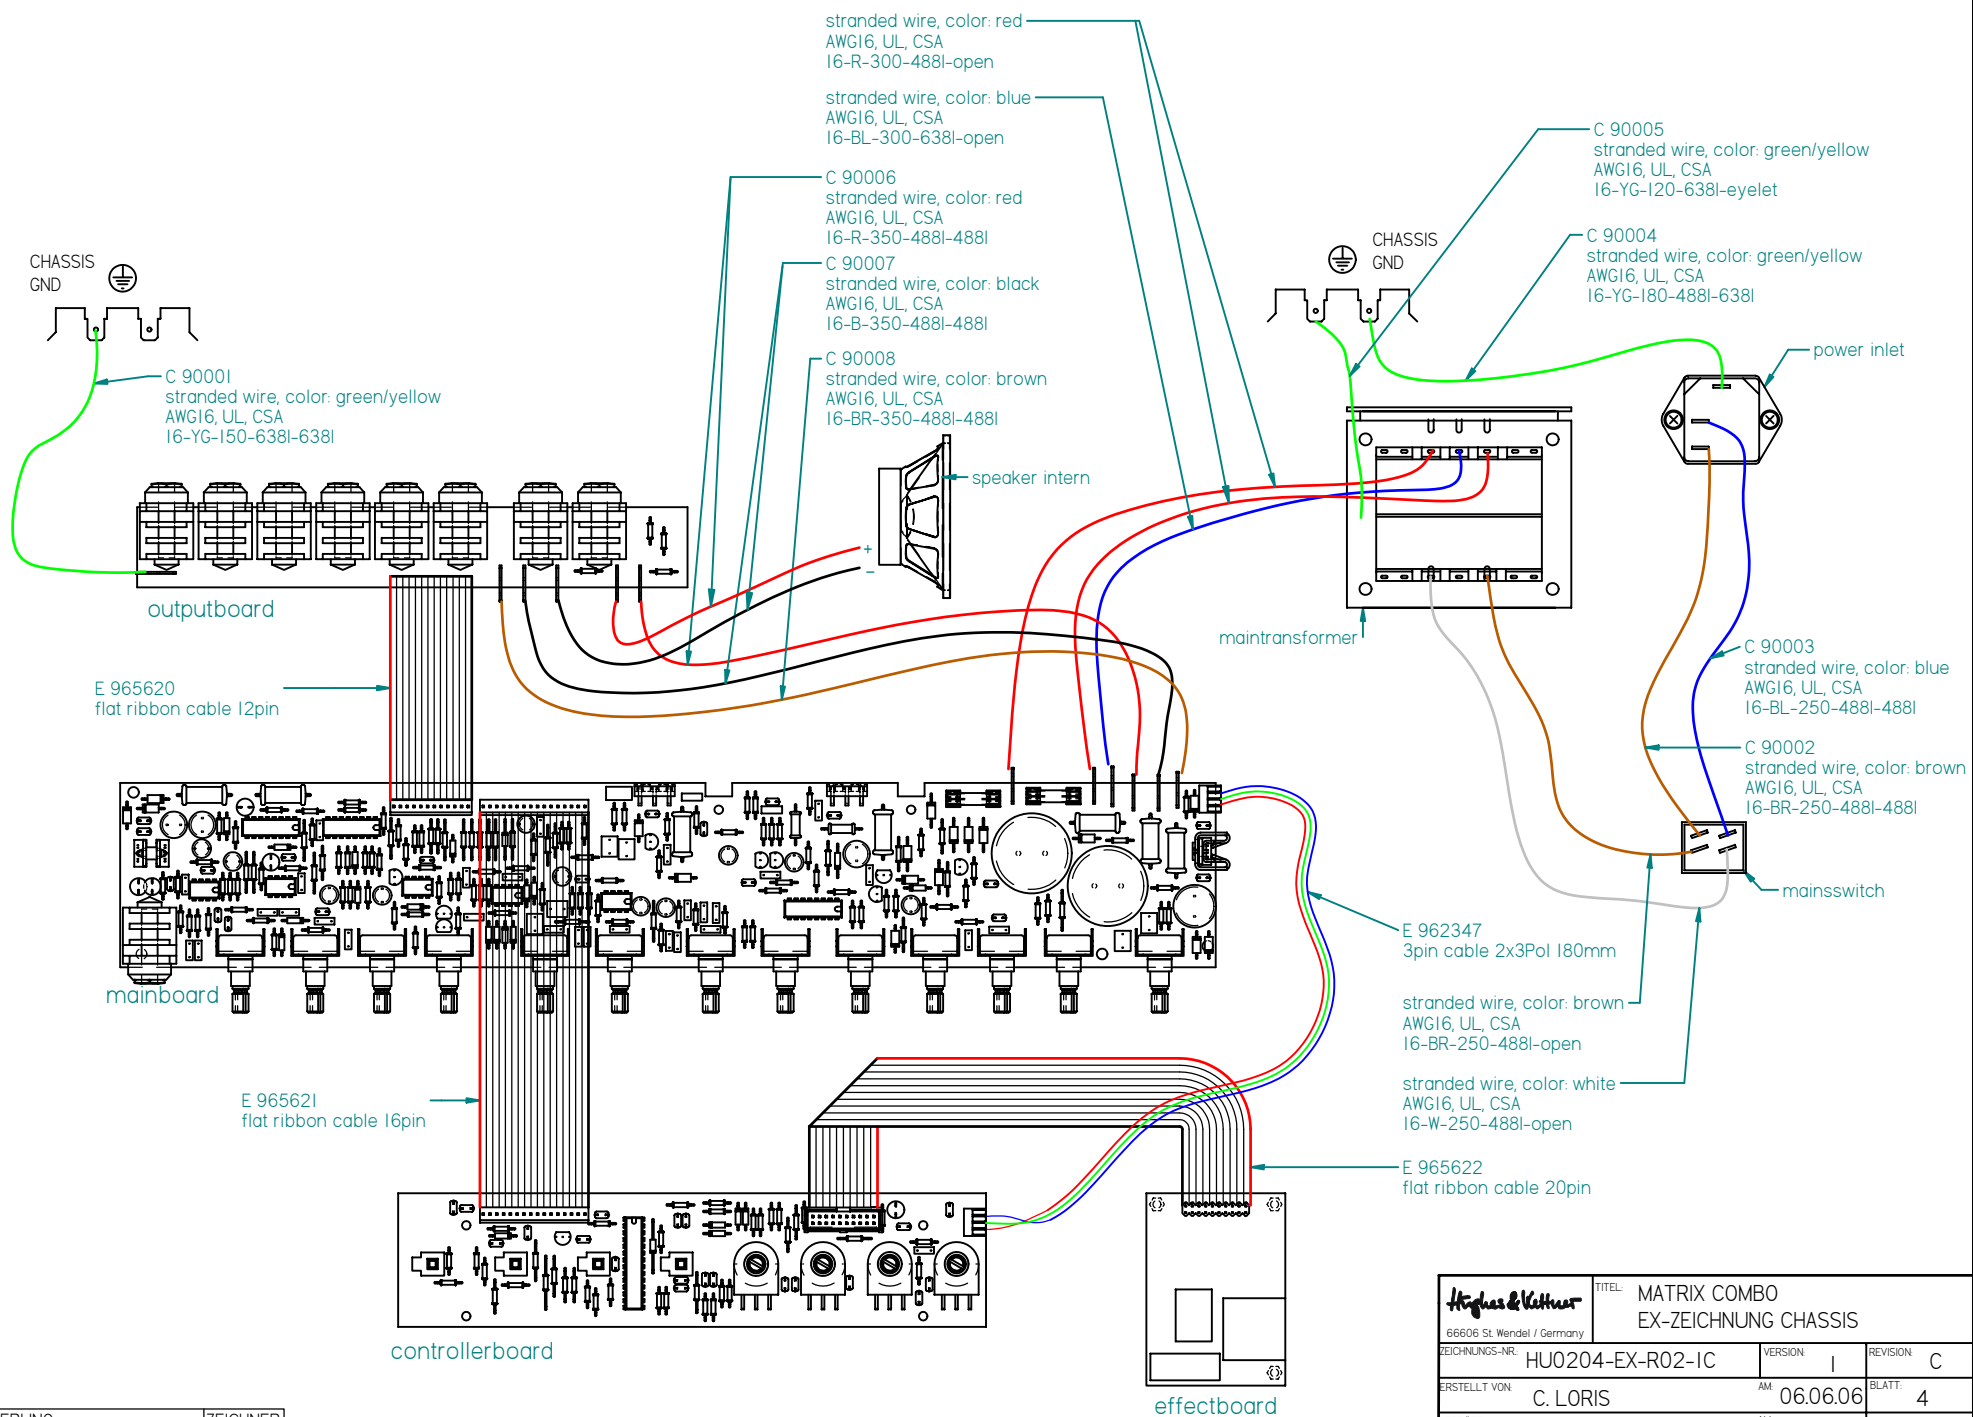 stranded wire, color: red
AWG16, UL, CSA
16-R-300-4881-open
stranded wire, color: blue
AWG16, UL, CSA
16-BL-300-6381-open
C 90006
stranded wire, color: red
AWG16, UL, CSA
16-R-350-4881-4881
C 90007
stranded wire, color: black
AWG16, UL, CSA
16-B-350-4881-4881
C 90008
stranded wire, color: brown
AWG16, UL, CSA
16-BR-350-4881-4881
C 90005
stranded wire, color: green/yellow
AWG16, UL, CSA
16-YG-120-6381-eyelet
C 90004
stranded wire, color: green/yellow
AWG16, UL, CSA
16-YG-180-4881-6381
CHASSIS
GND
CHASSIS
GND
C 90001
stranded wire, color: green/yellow
AWG16, UL, CSA
16-YG-150-6381-6381
power inlet
speaker intern
+
-
outputboard
maintransformer
E 965620
flat ribbon cable 12pin
C 90003
stranded wire, color: blue
AWG16, UL, CSA
16-BL-250-4881-4881
C 90002
stranded wire, color: brown
AWG16, UL, CSA
16-BR-250-4881-4881
mainsswitch
mainboard
E 962347
3pin cable 2x3Pol 180mm
stranded wire, color: brown
AWG16, UL, CSA
16-BR-250-4881-open
stranded wire, color: white
AWG16, UL, CSA
16-W-250-4881-open
E 965621
flat ribbon cable 16pin
E 965622
flat ribbon cable 20pin
controllerboard
effectboard
Hughes & Kettner
66606 St. Wendel / Germany
TITEL: MATRIX COMBO
EX-ZEICHNUNG CHASSIS
ZEICHNUNGS-NR.: HU0204-EX-R02-1C
VERSION: 1
REVISION: C
ERSTELLT VON: C. LORIS
AM: 06.06.06
BLATT: 4
ZEICHNER